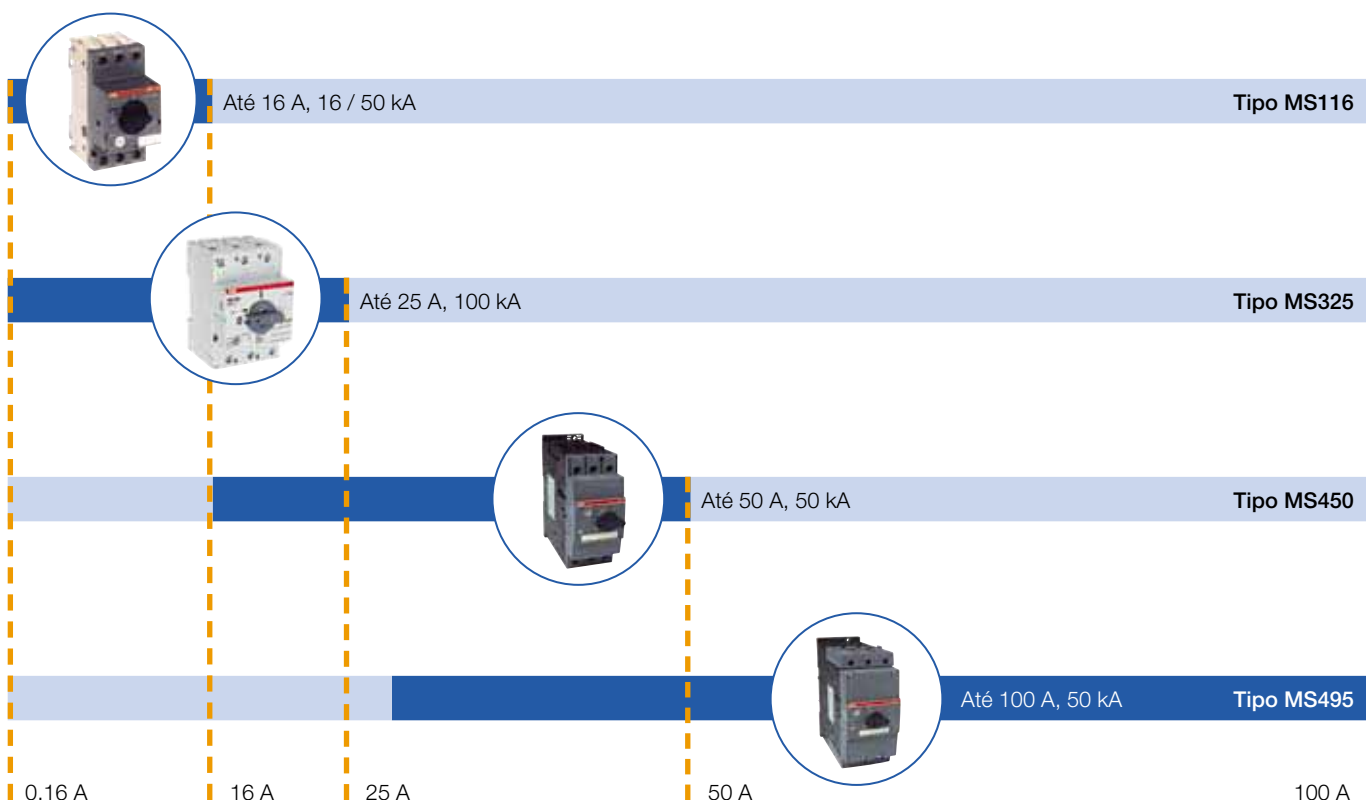 Até 16 A, 16 / 50 kA Tipo MS116
Até 25 A, 100 kA Tipo MS325
Até 50 A, 50 kA Tipo MS450
Até 100 A, 50 kA Tipo MS495
0,16 A 16 A 25 A 50 A 100 A